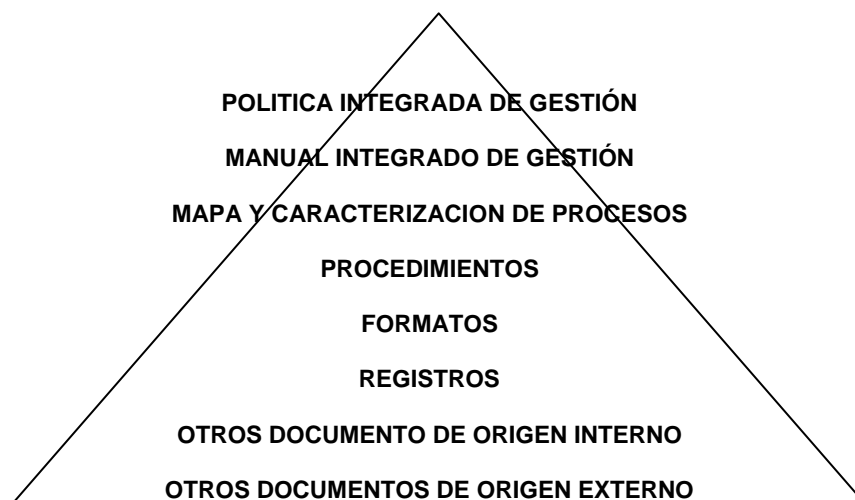 POLITICA INTEGRADA DE GESTIÓN
MANUAL INTEGRADO DE GESTIÓN
MAPA Y CARACTERIZACION DE PROCESOS
PROCEDIMIENTOS
FORMATOS
REGISTROS
OTROS DOCUMENTO DE ORIGEN INTERNO
OTROS DOCUMENTOS DE ORIGEN EXTERNO